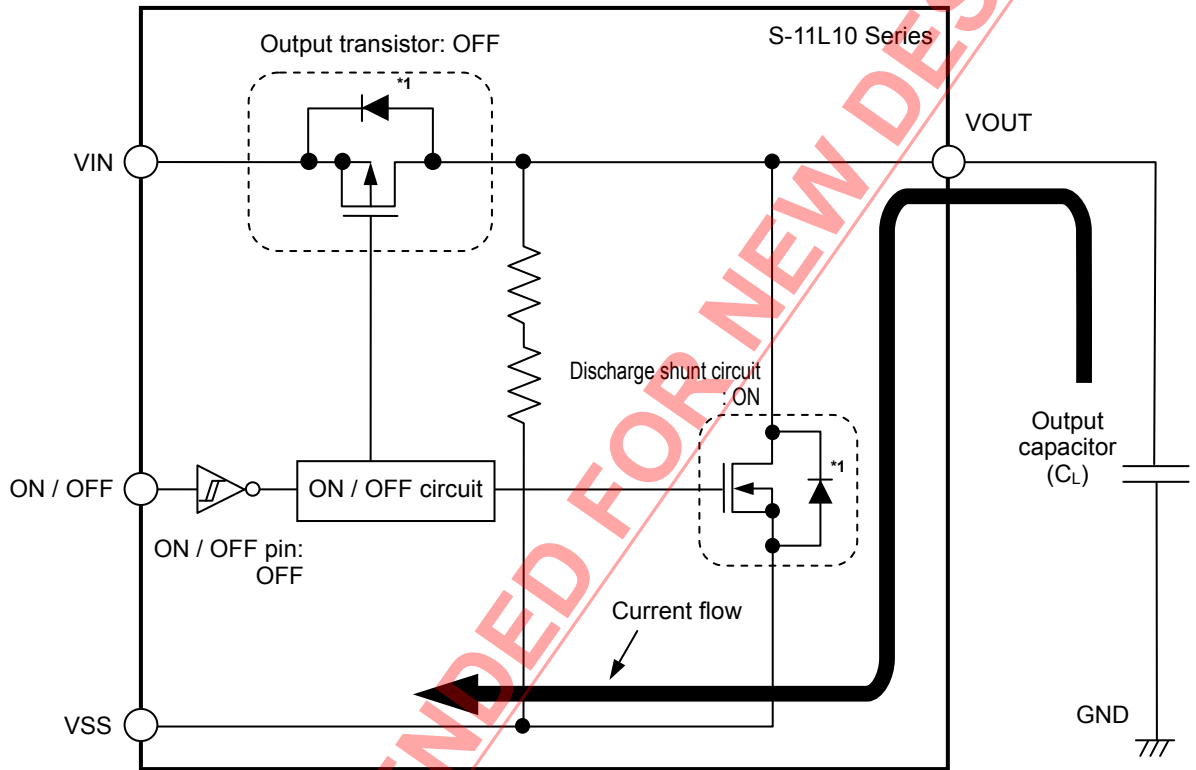 S-11L10 Series
Output transistor: OFF
*1
VOUT
VIN
Discharge shunt circuit
: ON
*1
Output
capacitor
(CL)
ON / OFF
ON / OFF circuit
ON / OFF pin:
OFF
Current flow
VSS
GND
NDED FOR NEW DES